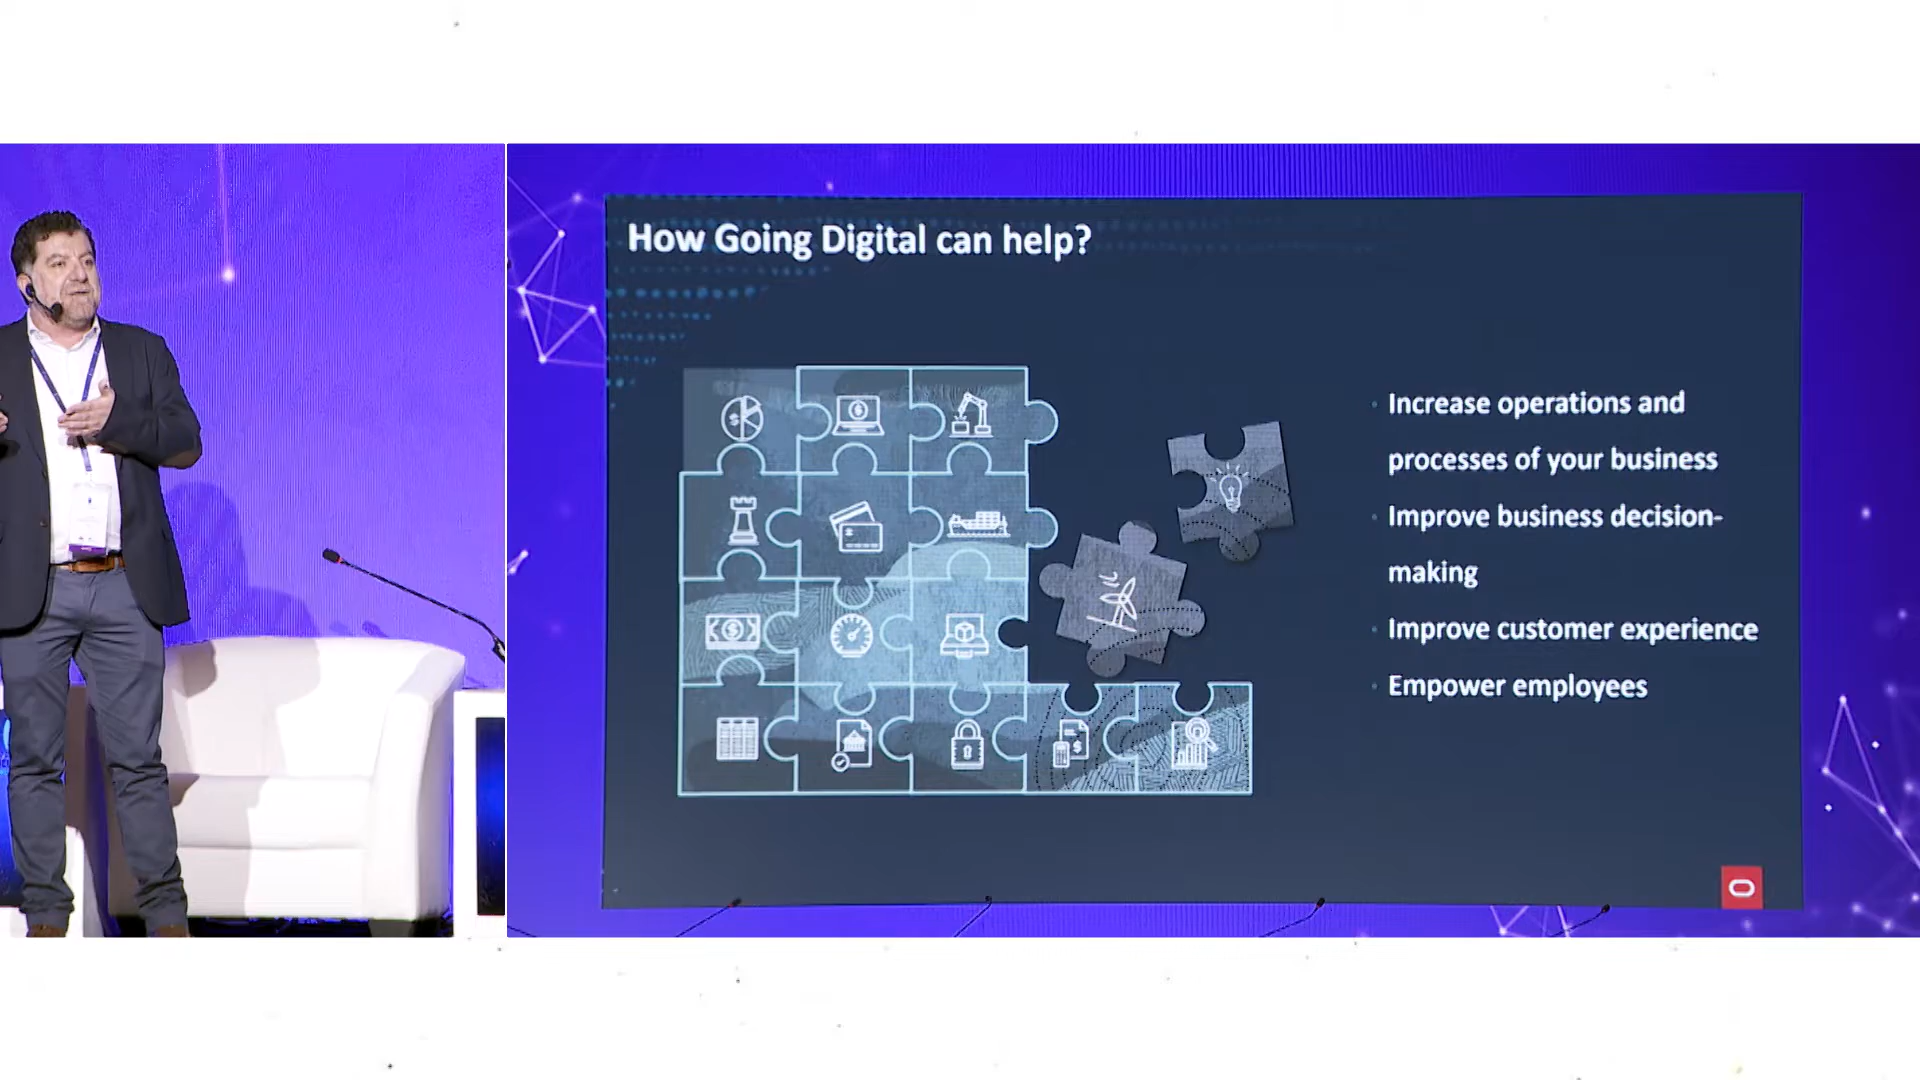 How Going Digital can help?
Increase operations and
processes of your business
Improve business decision-
making
Improve customer experience
Empower employees